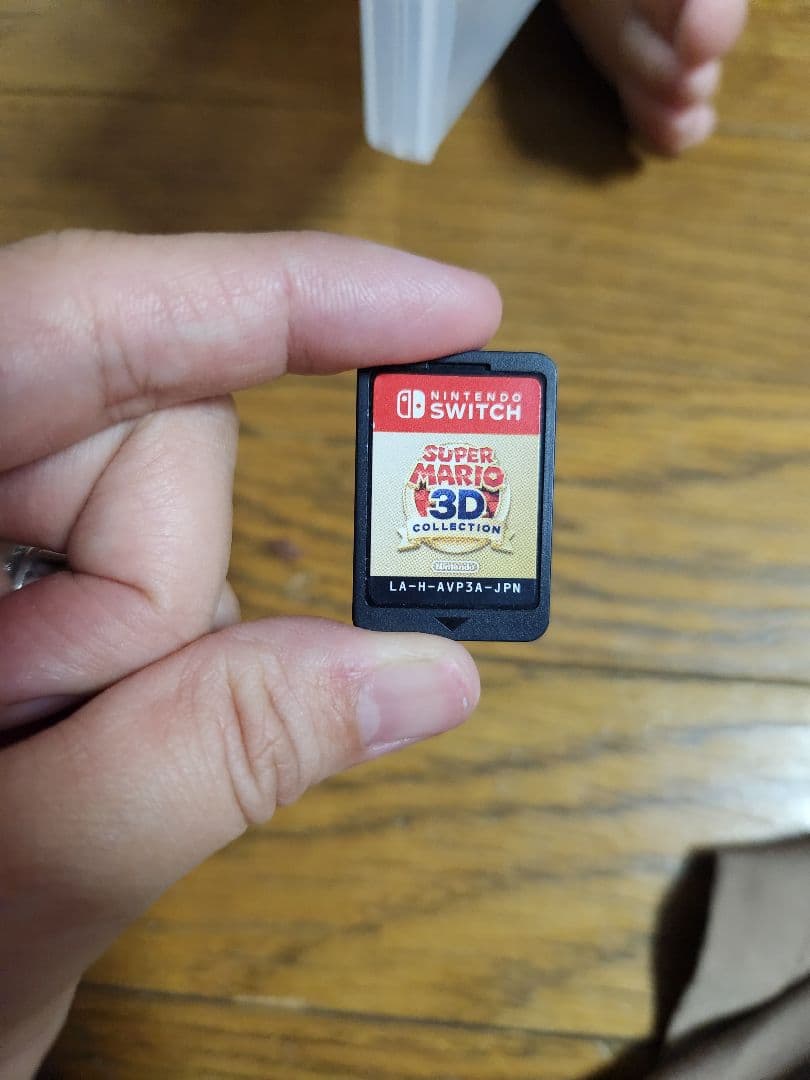 NINTENDO
SWITCH
SUPER
MARIO
3D
COLLECTION
Nintendo
LA-H-AVP3A-JPN